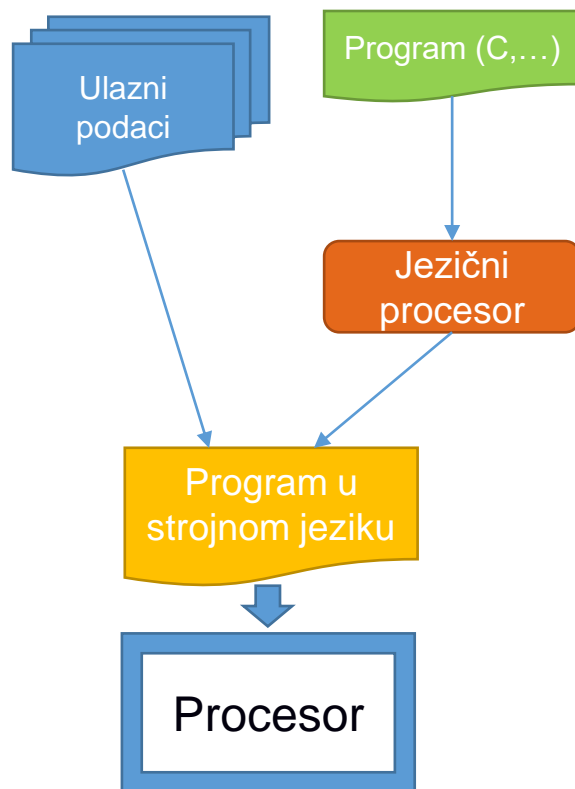 Ulazni
podaci
Program (C,…)
Jezični
procesor
Program u
strojnom jeziku
Procesor